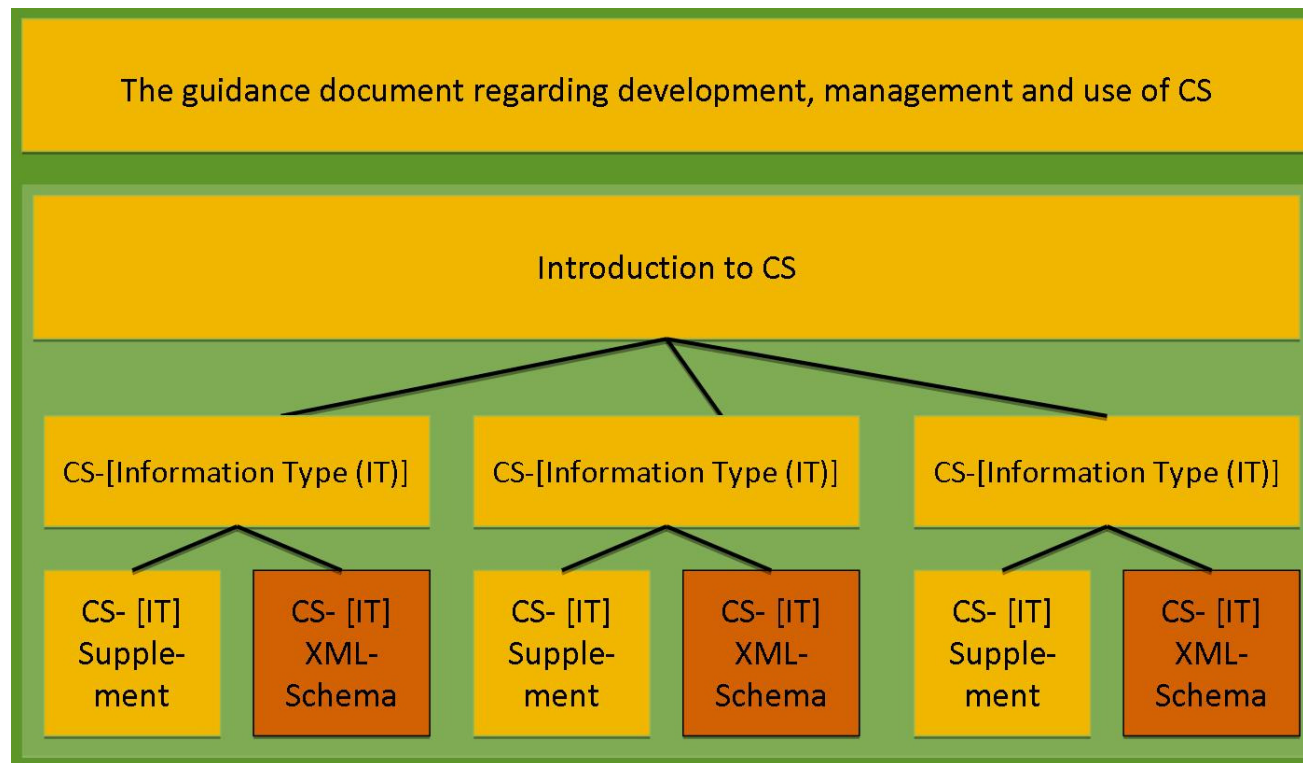 The guidance document regarding development, management and use of CS
Introduction to CS
CS-[Information Type (IT)]
CS-[Information Type (IT)]
CS-[Information Type (IT)]
CS- [IT]
Supple-
ment
CS- [IT]
XML-
Schema
CS- [IT]
Supple-
ment
CS- [IT]
XML-
Schema
CS- [IT]
Supple-
ment
CS- [IT]
XML-
Schema